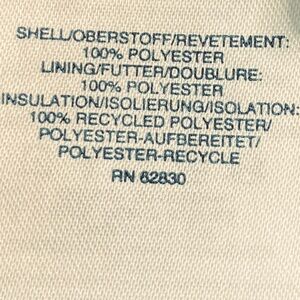 SHELL/OBERSTOFF/REVETEMENT:
100% POLYESTER
LINING/FUTTER/DOUBLURE:
100% POLYESTER
INSULATION/ISOLIERUNG/ISOLATION:
100% RECYCLED POLYESTER/
POLYESTER-AUFBEREITET/
POLYESTER-RECYCLE
RN 62830